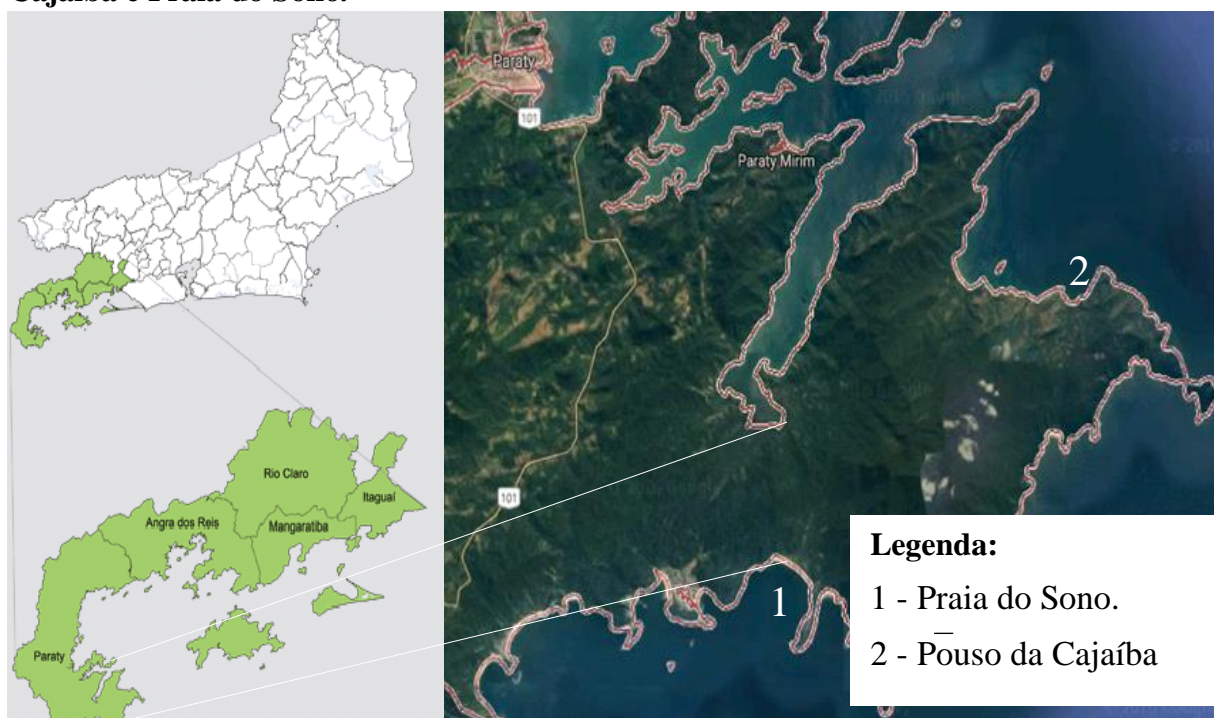 Cajaíba e Praia do Sono.
Paraty
101
Paraty Mirim
101
Rio Claro
Itaguaí
Angra dos Reis
Mangaratiba
Paraty
2
1
Legenda:
1 - Praia do Sono.
2 - Pouso da Cajaíba